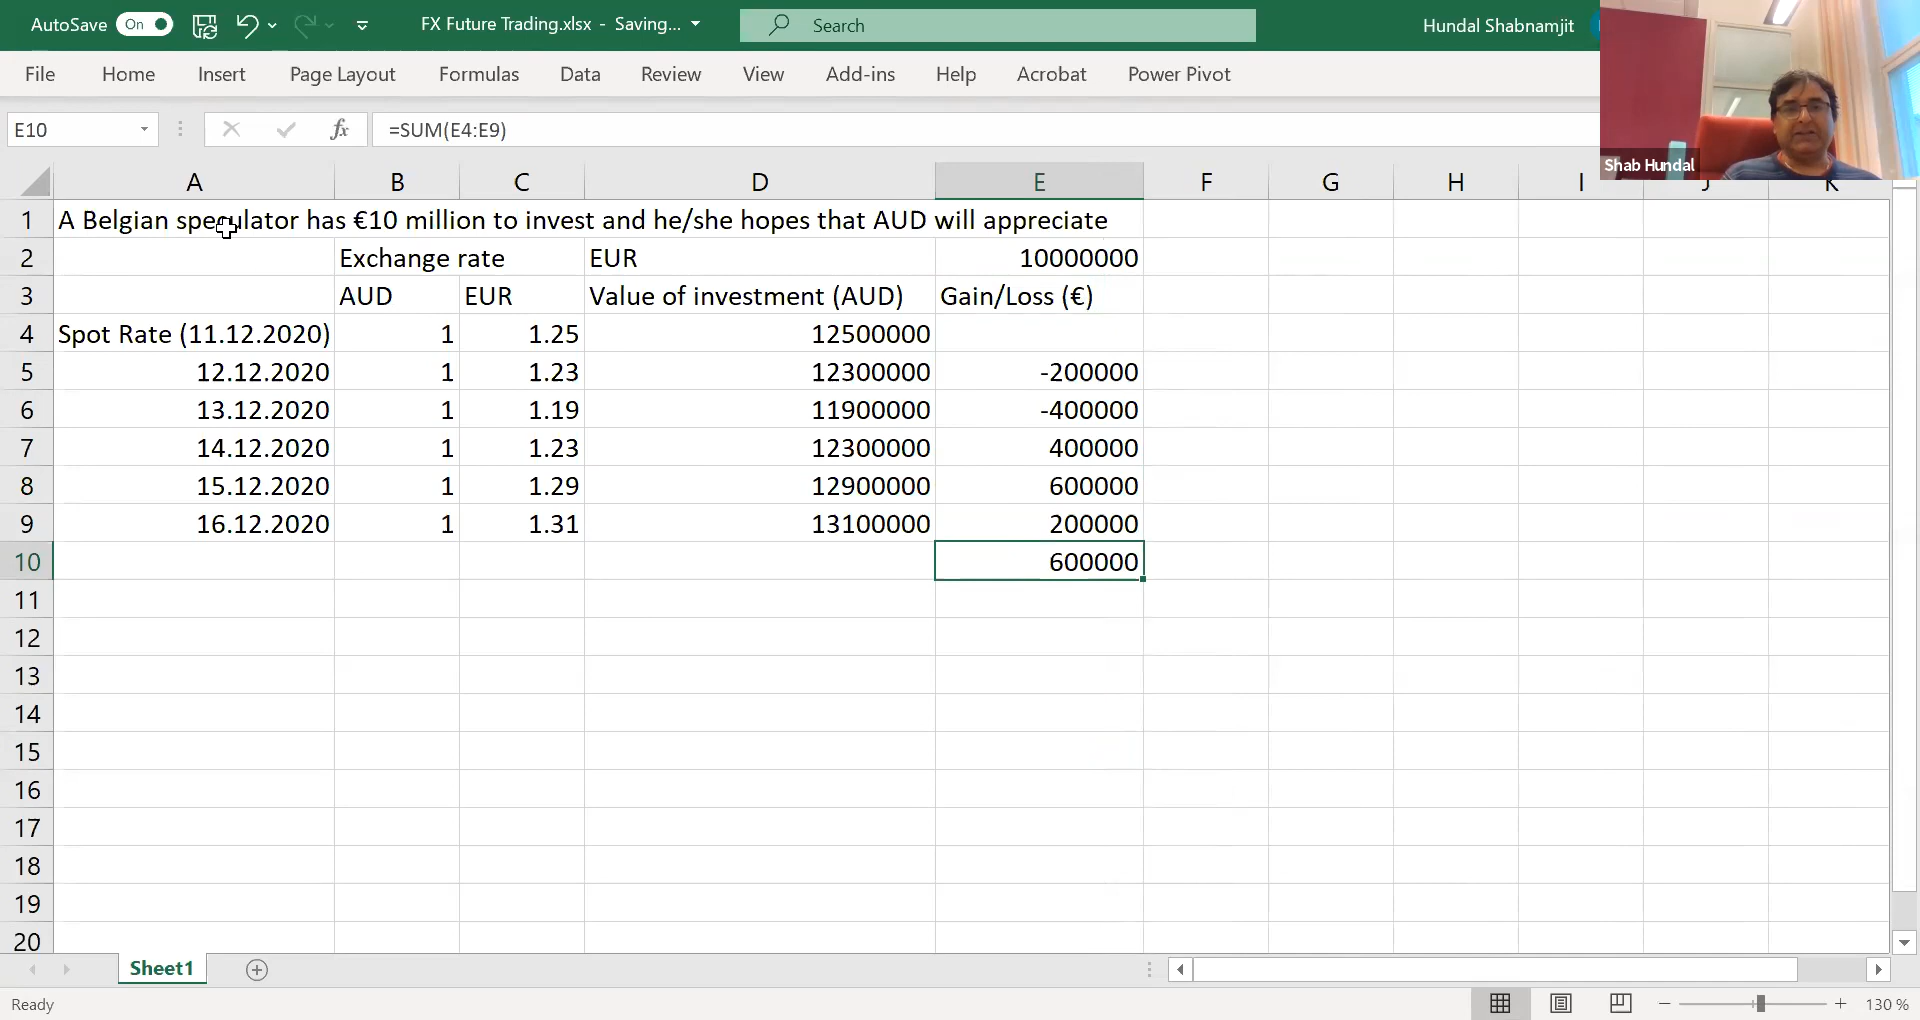 AutoSave On FX Future Trading.xlsx - Saving... Search Hundal Shabnamjit
File Home Insert Page Layout Formulas Data Review View Add-ins Help Acrobat Power Pivot
E10 fx =SUM(E4:E9)
Shab Hundal
A B C D E F G H I J K
1 A Belgian speculator has €10 million to invest and he/she hopes that AUD will appreciate
2 Exchange rate EUR 10000000
3 AUD EUR Value of investment (AUD) Gain/Loss (€)
4 Spot Rate (11.12.2020) 1 1.25 12500000
5 12.12.2020 1 1.23 12300000 -200000
6 13.12.2020 1 1.19 11900000 -400000
7 14.12.2020 1 1.23 12300000 400000
8 15.12.2020 1 1.29 12900000 600000
9 16.12.2020 1 1.31 13100000 200000
10 600000
11
12
13
14
15
16
17
18
19
20
Sheet1
Ready 130 %